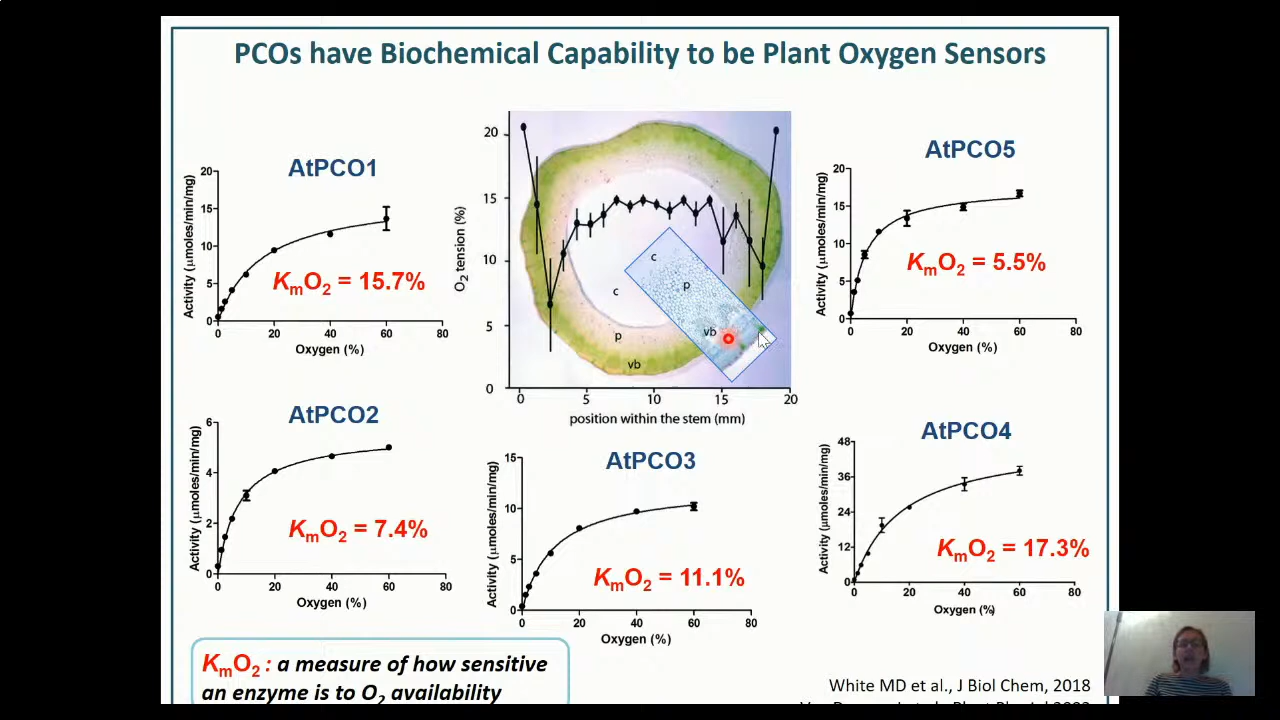 PCOs have Biochemical Capability to be Plant Oxygen Sensors
AtPCO1
20
15
10
5
0
Activity (µmoles/min/mg)
KmO2 = 15.7%
0 20 40 60 80
Oxygen (%)
20
15
10
5
0
O2 tension (%)
c
c
p
p
vb
vb
0 5 10 15 20
position within the stem (mm)
AtPCO5
20
15
10
5
0
Activity (µmoles/min/mg)
KmO2 = 5.5%
0 20 40 60 80
Oxygen (%)
AtPCO2
6
4
2
0
Activity (µmoles/min/mg)
KmO2 = 7.4%
0 20 40 60 80
Oxygen (%)
AtPCO3
15
10
5
0
Activity (µmoles/min/mg)
KmO2 = 11.1%
0 20 40 60 80
Oxygen (%)
AtPCO4
48
36
24
12
0
Activity (µmoles/min/mg)
KmO2 = 17.3%
0 20 40 60 80
Oxygen (%)
KmO2 : a measure of how sensitive
an enzyme is to O2 availability
White MD et al., J Biol Chem, 2018